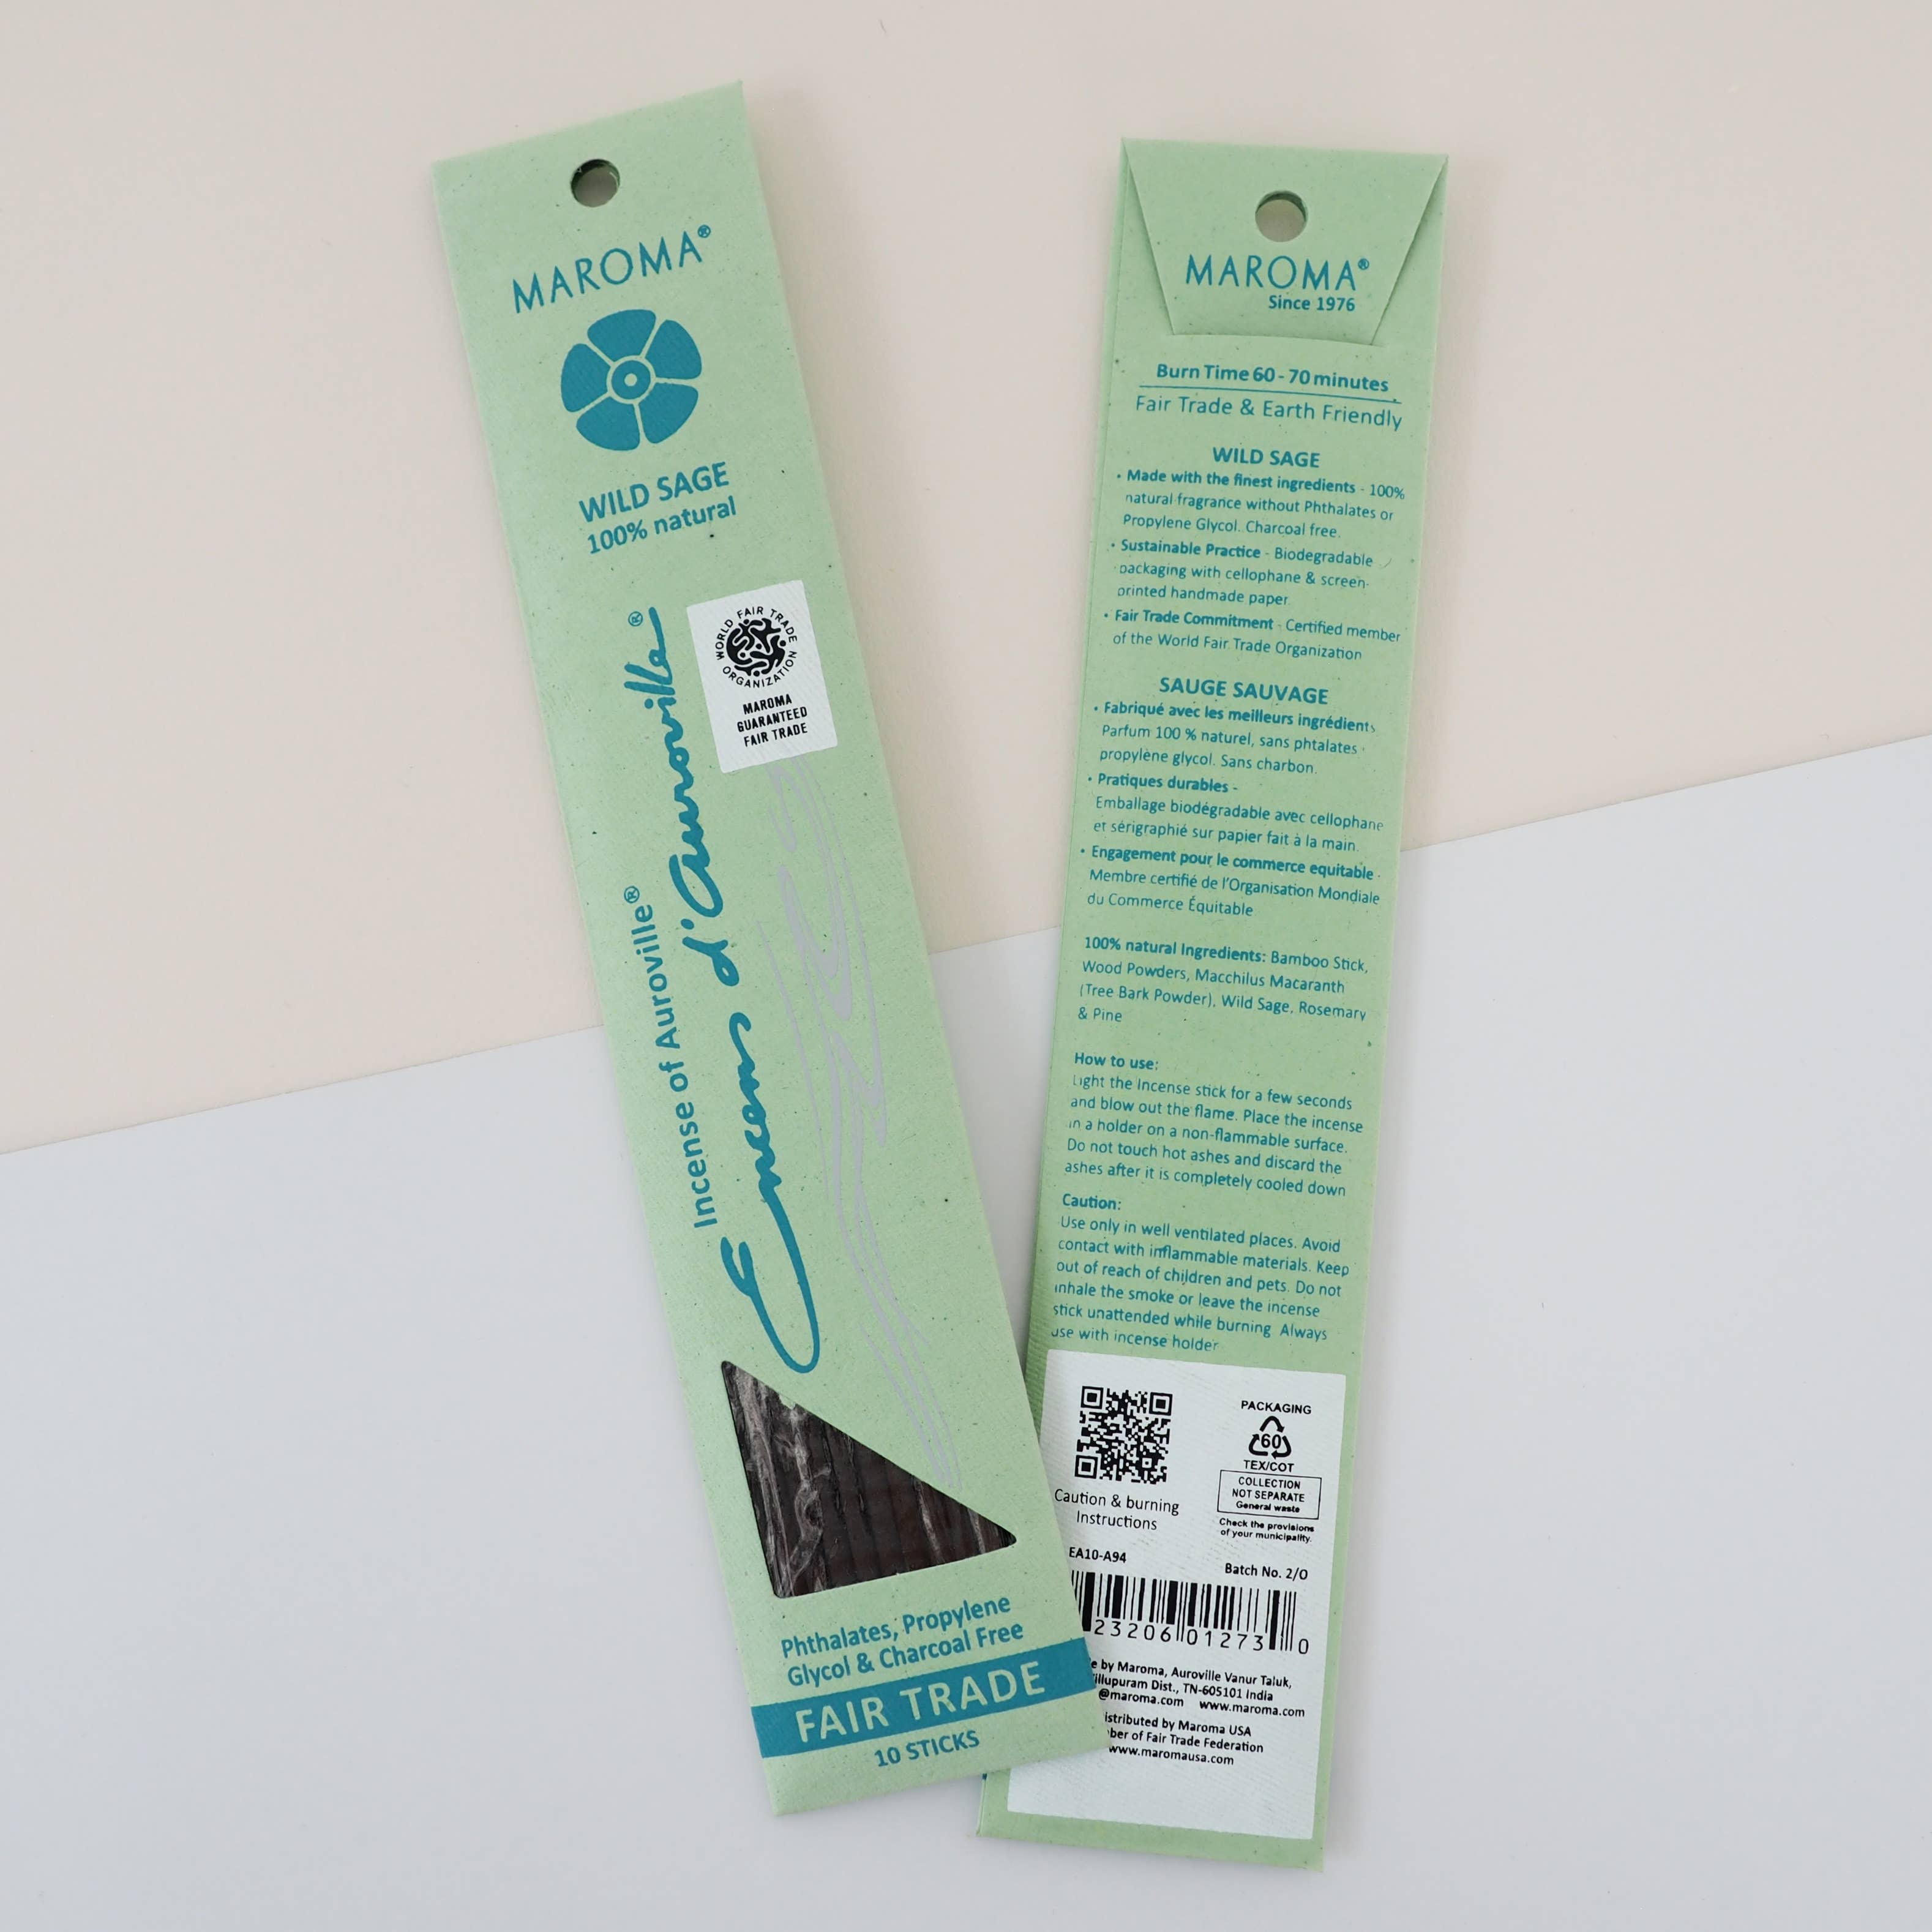 MAROMA®
WILD SAGE
100% natural
WORLD FAIR TRADE ORGANIZATION
MAROMA
GUARANTEED
FAIR TRADE
Incense of Auroville®
Encens d'Auroville®
Phthalates, Propylene
Glycol & Charcoal Free
FAIR TRADE
10 STICKS
MAROMA®
Since 1976
Burn Time 60 - 70 minutes
Fair Trade & Earth Friendly
WILD SAGE
• Made with the finest ingredients - 100%
natural fragrance without Phthalates or
Propylene Glycol. Charcoal free.
• Sustainable Practice - Biodegradable
packaging with cellophane & screen-
printed handmade paper
• Fair Trade Commitment - Certified member
of the World Fair Trade Organization
SAUGE SAUVAGE
• Fabriqué avec les meilleurs ingrédients
Parfum 100 % naturel, sans phtalates
propylène glycol. Sans charbon.
• Pratiques durables -
Emballage biodégradable avec cellophane
et sérigraphié sur papier fait à la main.
• Engagement pour le commerce equitable -
Membre certifié de l'Organisation Mondiale
du Commerce Équitable
100% natural Ingredients: Bamboo Stick,
Wood Powders, Macchilus Macaranth
(Tree Bark Powder), Wild Sage, Rosemary
& Pine
How to use:
Light the Incense stick for a few seconds
and blow out the flame. Place the incense
in a holder on a non-flammable surface.
Do not touch hot ashes and discard the
ashes after it is completely cooled down
Caution:
Use only in well ventilated places. Avoid
contact with inflammable materials. Keep
out of reach of children and pets. Do not
inhale the smoke or leave the incense
stick unattended while burning. Always
use with incense holder
Caution & burning
Instructions
PACKAGING
60
TEX/COT
COLLECTION
NOT SEPARATE
General waste
Check the provisions
of your municipality.
EA10-A94
Batch No. 2/O
23206 01273 0
by Maroma, Auroville Vanur Taluk,
Dist., TN-605101 India
@maroma.com www.maroma.com
by Maroma USA
of Fair Trade Federation
www.maromausa.com